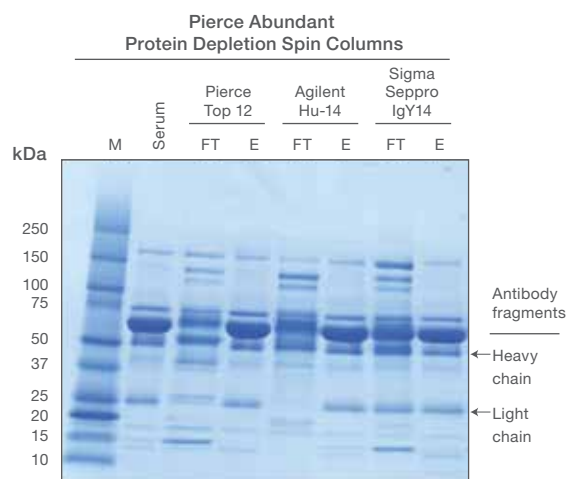 Pierce Abundant
Protein Depletion Spin Columns
Sigma
Pierce Agilent Seppro
Top 12 Hu-14 IgY14
kDa M Serum FT E FT E FT E
250
150
100
75
50
37
25
20
15
10
Antibody
fragments
Heavy
chain
Light
chain